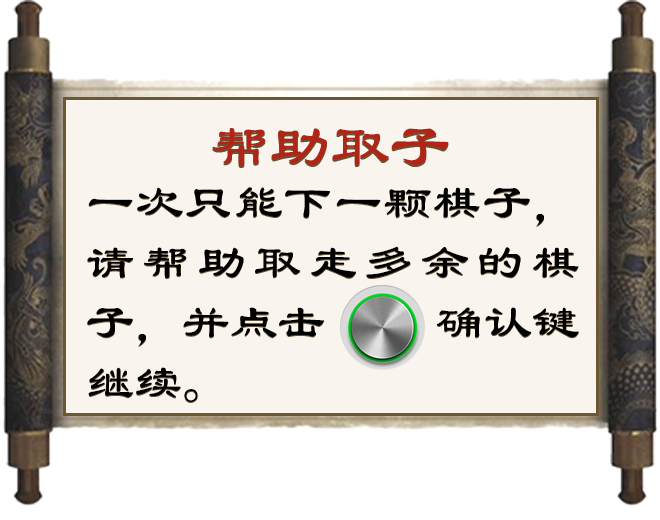 帮助取子
一次只能下一颗棋子，
请帮助取走多余的棋
子，并点击 确认键
继续。